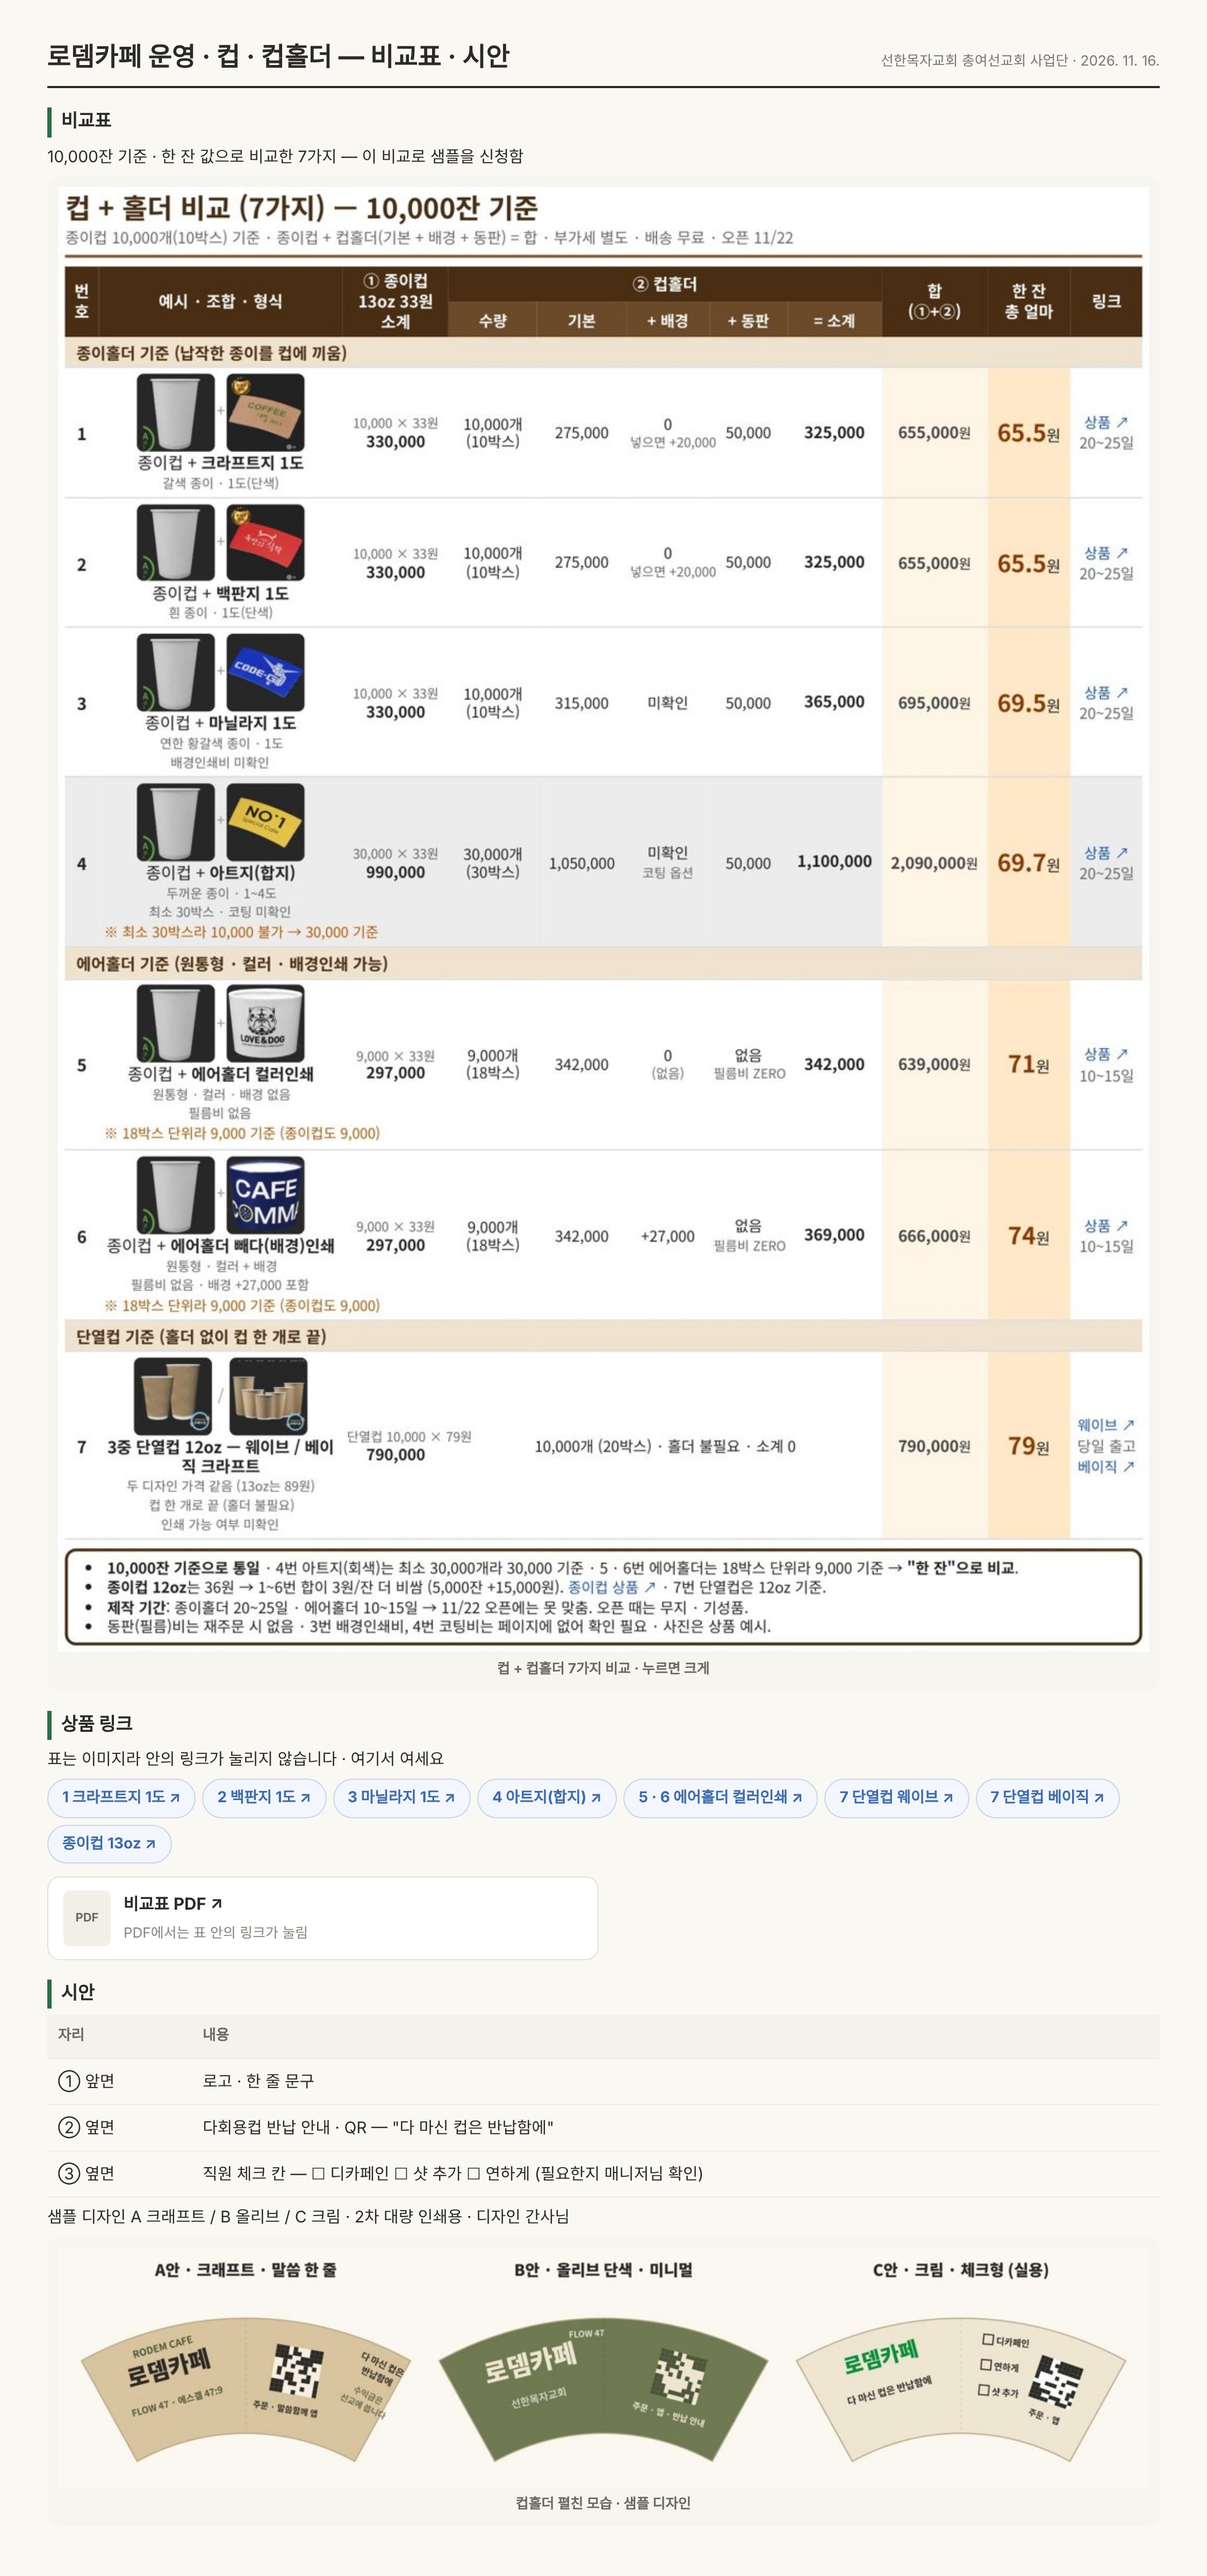 로뎀카페 운영 · 컵 · 컵홀더 — 비교표 · 시안
선한목자교회 총여선교회 사업단 · 2026. 11. 16.
비교표
10,000잔 기준 · 한 잔 값으로 비교한 7가지 — 이 비교로 샘플을 신청함
컵 + 홀더 비교 (7가지) — 10,000잔 기준
종이컵 10,000개(10박스) 기준 · 종이컵 + 컵홀더(기본 + 배경 + 동판) = 합 · 부가세 별도 · 배송 무료 · 오픈 11/22
번호 예시 · 조합 · 형식 ① 종이컵 13oz 33원 소계 ② 컵홀더 합 (①+②) 한 잔 총 얼마 링크
수량 기본 + 배경 + 동판 = 소계
종이홀더 기준 (납작한 종이를 컵에 끼움)
COFFEE
1 10,000 × 33원 330,000 10,000개 (10박스) 275,000 0 넣으면 +20,000 50,000 325,000 655,000원 65.5원 상품 ↗ 20~25일
종이컵 + 크라프트지 1도
갈색 종이 · 1도(단색)
2 10,000 × 33원 330,000 10,000개 (10박스) 275,000 0 넣으면 +20,000 50,000 325,000 655,000원 65.5원 상품 ↗ 20~25일
종이컵 + 백판지 1도
흰 종이 · 1도(단색)
3 10,000 × 33원 330,000 10,000개 (10박스) 315,000 미확인 50,000 365,000 695,000원 69.5원 상품 ↗ 20~25일
종이컵 + 마닐라지 1도
연한 황갈색 종이 · 1도
배경인쇄비 미확인
NO°1
Special Cafe
4 30,000 × 33원 990,000 30,000개 (30박스) 1,050,000 미확인 코팅 옵션 50,000 1,100,000 2,090,000원 69.7원 상품 ↗ 20~25일
종이컵 + 아트지(합지)
두꺼운 종이 · 1~4도
최소 30박스 · 코팅 미확인
※ 최소 30박스라 10,000 불가 → 30,000 기준
에어홀더 기준 (원통형 · 컬러 · 배경인쇄 가능)
LOVE&DOG
5 9,000 × 33원 297,000 9,000개 (18박스) 342,000 0 (없음) 없음 필름비 ZERO 342,000 639,000원 71원 상품 ↗ 10~15일
종이컵 + 에어홀더 컬러인쇄
원통형 · 컬러 · 배경 없음
필름비 없음
※ 18박스 단위라 9,000 기준 (종이컵도 9,000)
CAFE
COMMA
6 9,000 × 33원 297,000 9,000개 (18박스) 342,000 +27,000 없음 필름비 ZERO 369,000 666,000원 74원 상품 ↗ 10~15일
종이컵 + 에어홀더 빼다(배경)인쇄
원통형 · 컬러 + 배경
필름비 없음 · 배경 +27,000 포함
※ 18박스 단위라 9,000 기준 (종이컵도 9,000)
단열컵 기준 (홀더 없이 컵 한 개로 끝)
7 단열컵 10,000 × 79원 790,000 10,000개 (20박스) · 홀더 불필요 · 소계 0 790,000원 79원 웨이브 ↗ 당일 출고 베이직 ↗
3중 단열컵 12oz — 웨이브 / 베이
직 크라프트
두 디자인 가격 같음 (13oz는 89원)
컵 한 개로 끝 (홀더 불필요)
인쇄 가능 여부 미확인
• 10,000잔 기준으로 통일 · 4번 아트지(회색)는 최소 30,000개라 30,000 기준 · 5 · 6번 에어홀더는 18박스 단위라 9,000 기준 → "한 잔"으로 비교.
• 종이컵 12oz는 36원 → 1~6번 합이 3원/잔 더 비쌈 (5,000잔 +15,000원). 종이컵 상품 ↗ · 7번 단열컵은 12oz 기준.
• 제작 기간: 종이홀더 20~25일 · 에어홀더 10~15일 → 11/22 오픈에는 못 맞춤. 오픈 때는 무지 · 기성품.
• 동판(필름)비는 재주문 시 없음 · 3번 배경인쇄비, 4번 코팅비는 페이지에 없어 확인 필요 · 사진은 상품 예시.
컵 + 컵홀더 7가지 비교 · 누르면 크게
상품 링크
표는 이미지라 안의 링크가 눌리지 않습니다 · 여기서 여세요
1 크라프트지 1도 ↗ 2 백판지 1도 ↗ 3 마닐라지 1도 ↗ 4 아트지(합지) ↗ 5 · 6 에어홀더 컬러인쇄 ↗ 7 단열컵 웨이브 ↗ 7 단열컵 베이직 ↗
종이컵 13oz ↗
PDF
비교표 PDF ↗
PDF에서는 표 안의 링크가 눌림
시안
자리 내용
① 앞면 로고 · 한 줄 문구
② 옆면 다회용컵 반납 안내 · QR — "다 마신 컵은 반납함에"
③ 옆면 직원 체크 칸 — ☐ 디카페인 ☐ 샷 추가 ☐ 연하게 (필요한지 매니저님 확인)
샘플 디자인 A 크래프트 / B 올리브 / C 크림 · 2차 대량 인쇄용 · 디자인 간사님
A안 · 크래프트 · 말씀 한 줄
RODEM CAFE
로뎀카페
FLOW 47 · 에스겔 47:9
주문 · 말씀함께 앱
다 마신 컵은
반납함에
수익금은
선교에 씁니다
B안 · 올리브 단색 · 미니멀
FLOW 47
로뎀카페
선한목자교회
주문 · 앱 · 반납 안내
C안 · 크림 · 체크형 (실용)
로뎀카페
다 마신 컵은 반납함에
☐ 디카페인
☐ 연하게
☐ 샷 추가
주문 · 앱
컵홀더 펼친 모습 · 샘플 디자인